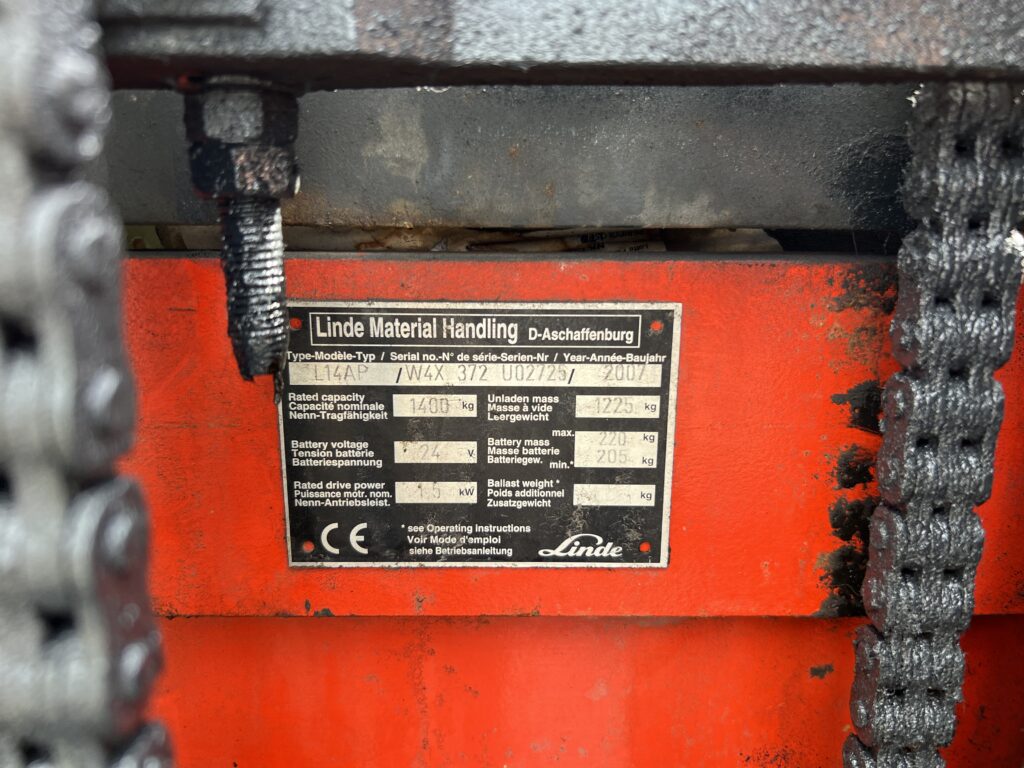 Linde Material Handling D-Aschaffenburg
Type-Modèle-Typ / Serial no.-N° de série-Serien-Nr / Year-Année-Baujahr
L14AP /W4X 372 U02725/ 2007
Rated capacity
Capacité nominale
Nenn-Tragfähigkeit
1400 kg
Unladen mass
Masse à vide
Leergewicht
1225 kg
Battery voltage
Tension batterie
Batteriespannung
24 V
max.
Battery mass
Masse batterie
Batteriegew. min.*
220 kg
205 kg
Rated drive power
Puissance motr. nom.
Nenn-Antriebsleist.
1.5 kW
Ballast weight *
Poids additionnel
Zusatzgewicht
kg
CE
* see Operating instructions
Voir Mode d'emploi
siehe Betriebsanleitung
Linde